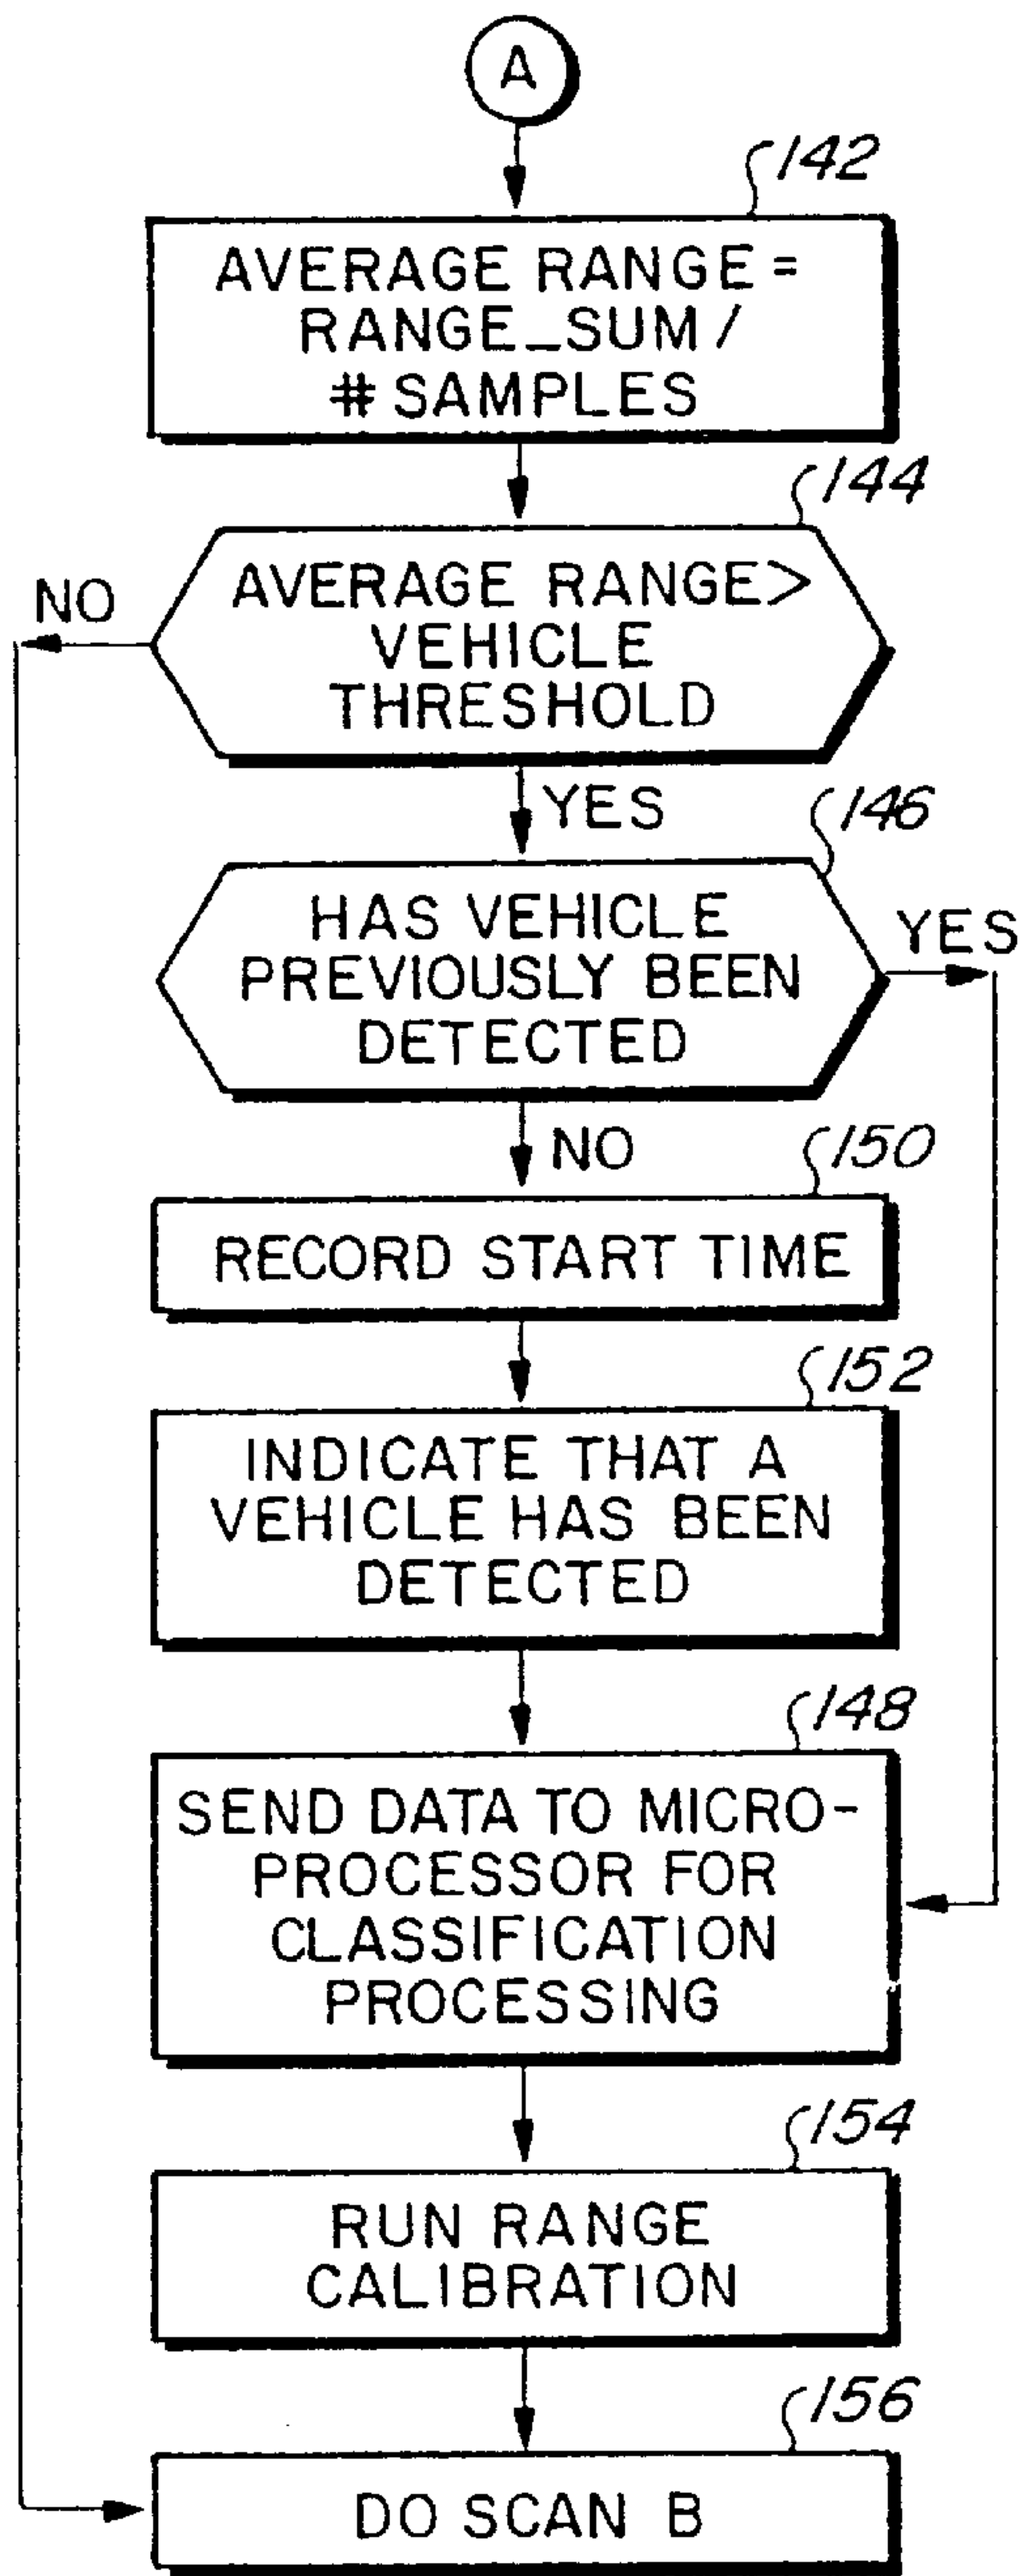 A
142
AVERAGE RANGE =
RANGE_SUM /
# SAMPLES
144
NO
AVERAGE RANGE>
VEHICLE
THRESHOLD
YES
146
HAS VEHICLE
PREVIOUSLY BEEN
DETECTED
YES
NO
150
RECORD START TIME
152
INDICATE THAT A
VEHICLE HAS BEEN
DETECTED
148
SEND DATA TO MICRO-
PROCESSOR FOR
CLASSIFICATION
PROCESSING
154
RUN RANGE
CALIBRATION
156
DO SCAN B